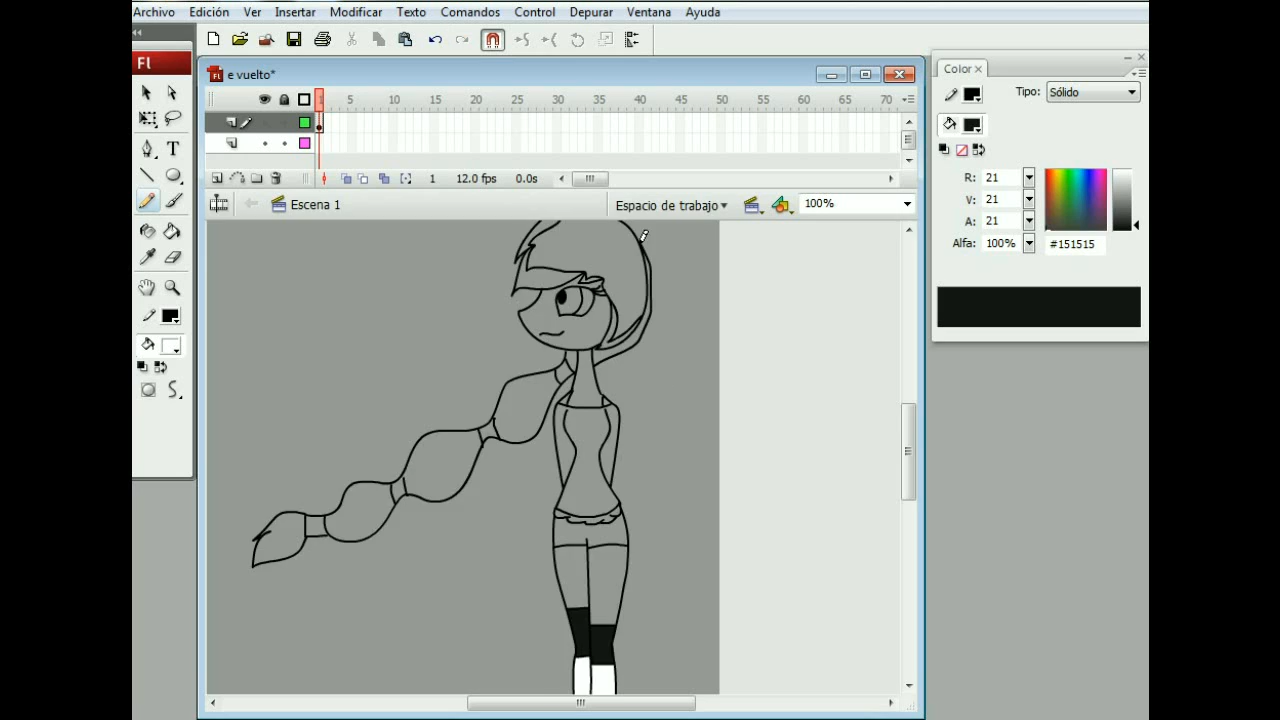 Archivo Edición Ver Insertar Modificar Texto Comandos Control Depurar Ventana Ayuda
Fl
e vuelto*
1 5 10 15 20 25 30 35 40 45 50 55 60 65 70
1 12.0 fps 0.0s
Escena 1
Espacio de trabajo
100%
T
Color
Tipo: Sólido
R: 21
V: 21
A: 21
Alfa: 100% #151515